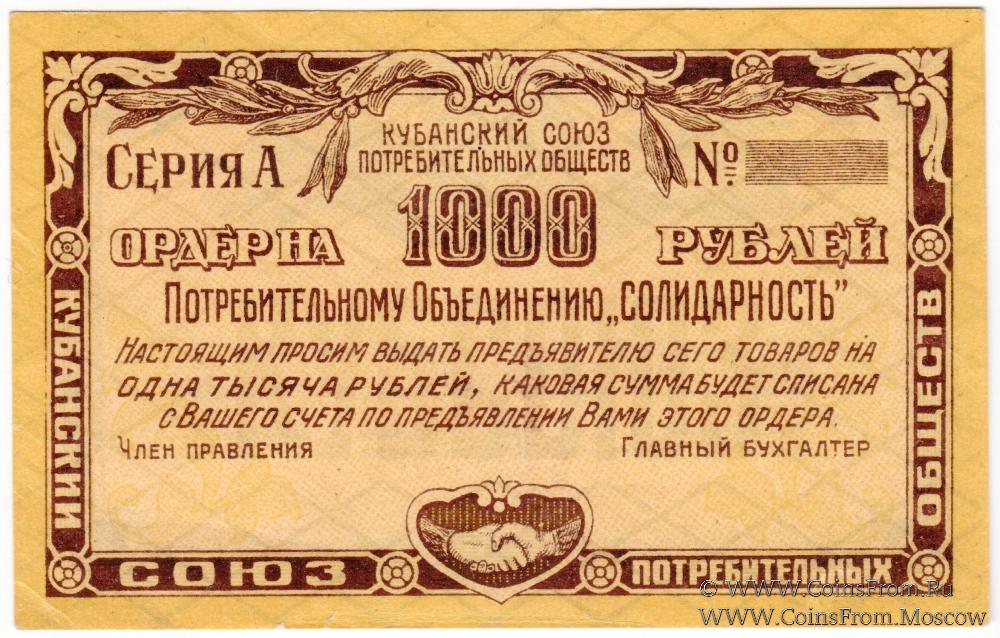 КУБАНСКИЙ СОЮЗ
ПОТРЕБИТЕЛЬНЫХ ОБЩЕСТВ
СЕРИЯ А
№
ОРДЕР НА 1000 РУБЛЕЙ
ПОТРЕБИТЕЛЬНОМУ ОБЪЕДИНЕНИЮ „СОЛИДАРНОСТЬ"
НАСТОЯЩИМ ПРОСИМ ВЫДАТЬ ПРЕДЪЯВИТЕЛЮ СЕГО ТОВАРОВ НА
ОДНА ТЫСЯЧА РУБЛЕЙ, КАКОВАЯ СУММА БУДЕТ СПИСАНА
С ВАШЕГО СЧЕТА ПО ПРЕДЪЯВЛЕНИИ ВАМИ ЭТОГО ОРДЕРА.
ЧЛЕН ПРАВЛЕНИЯ
ГЛАВНЫЙ БУХГАЛТЕР
КУБАНСКИЙ
СОЮЗ
ПОТРЕБИТЕЛЬНЫХ
ОБЩЕСТВ
© WWW.CoinsFrom.Ru
WWW.CoinsFrom.Moscow